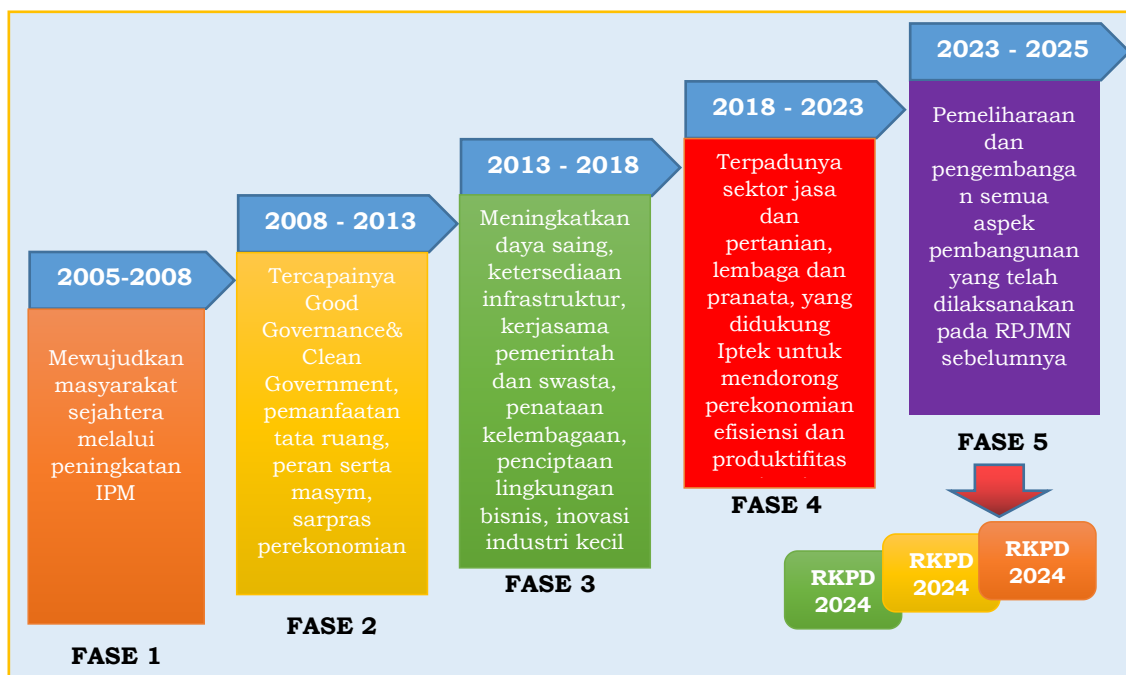 2005-2008
Mewujudkan
masyarakat
sejahtera
melalui
peningkatan
IPM
FASE 1
2008 - 2013
Tercapainya
Good
Governance&
Clean
Government,
pemanfaatan
tata ruang,
peran serta
masym,
sarpras
perekonomian
FASE 2
2013 - 2018
Meningkatkan
daya saing,
ketersediaan
infrastruktur,
kerjasama
pemerintah
dan swasta,
penataan
kelembagaan,
penciptaan
lingkungan
bisnis, inovasi
industri kecil
FASE 3
2018 - 2023
Terpadunya
sektor jasa
dan
pertanian,
lembaga dan
pranata, yang
didukung
Iptek untuk
mendorong
perekonomian
efisiensi dan
produktifitas
FASE 4
2023 - 2025
Pemeliharaan
dan
pengembanga
n semua
aspek
pembangunan
yang telah
dilaksanakan
pada RPJMN
sebelumnya
FASE 5
RKPD
2024
RKPD
2024
RKPD
2024